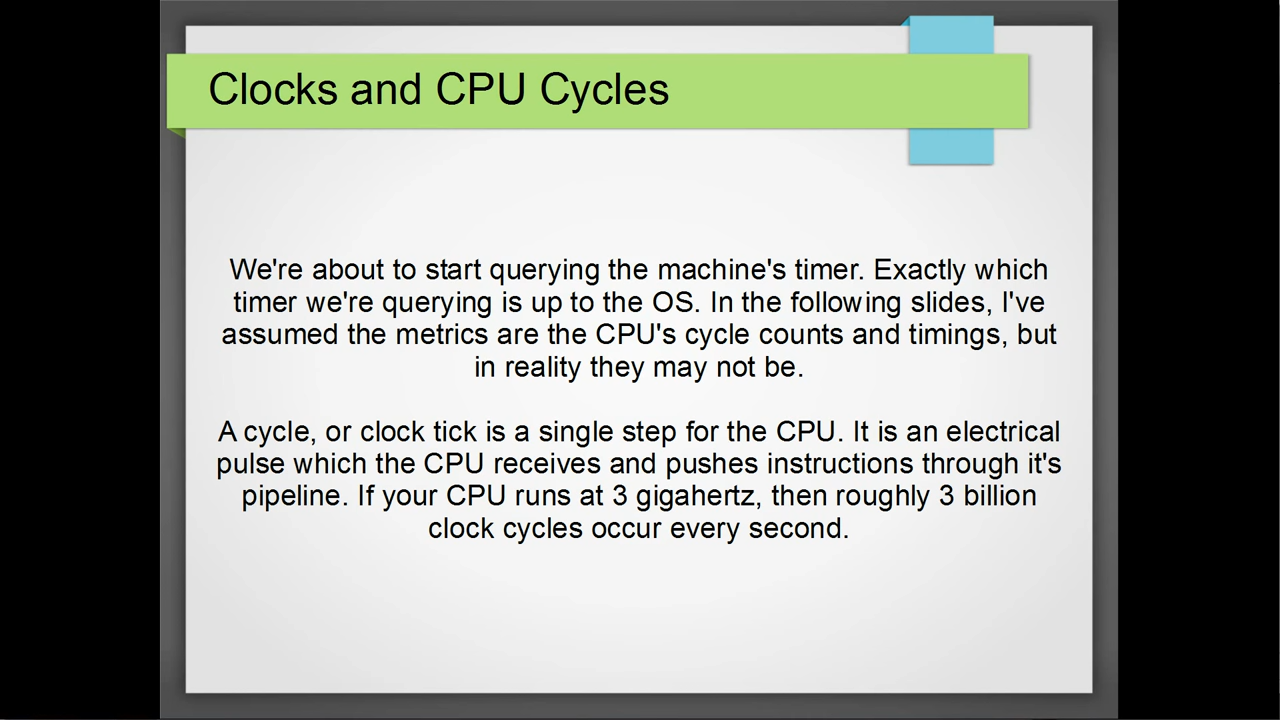 Clocks and CPU Cycles
We're about to start querying the machine's timer. Exactly which
timer we're querying is up to the OS. In the following slides, I've
assumed the metrics are the CPU's cycle counts and timings, but
in reality they may not be.
A cycle, or clock tick is a single step for the CPU. It is an electrical
pulse which the CPU receives and pushes instructions through it's
pipeline. If your CPU runs at 3 gigahertz, then roughly 3 billion
clock cycles occur every second.